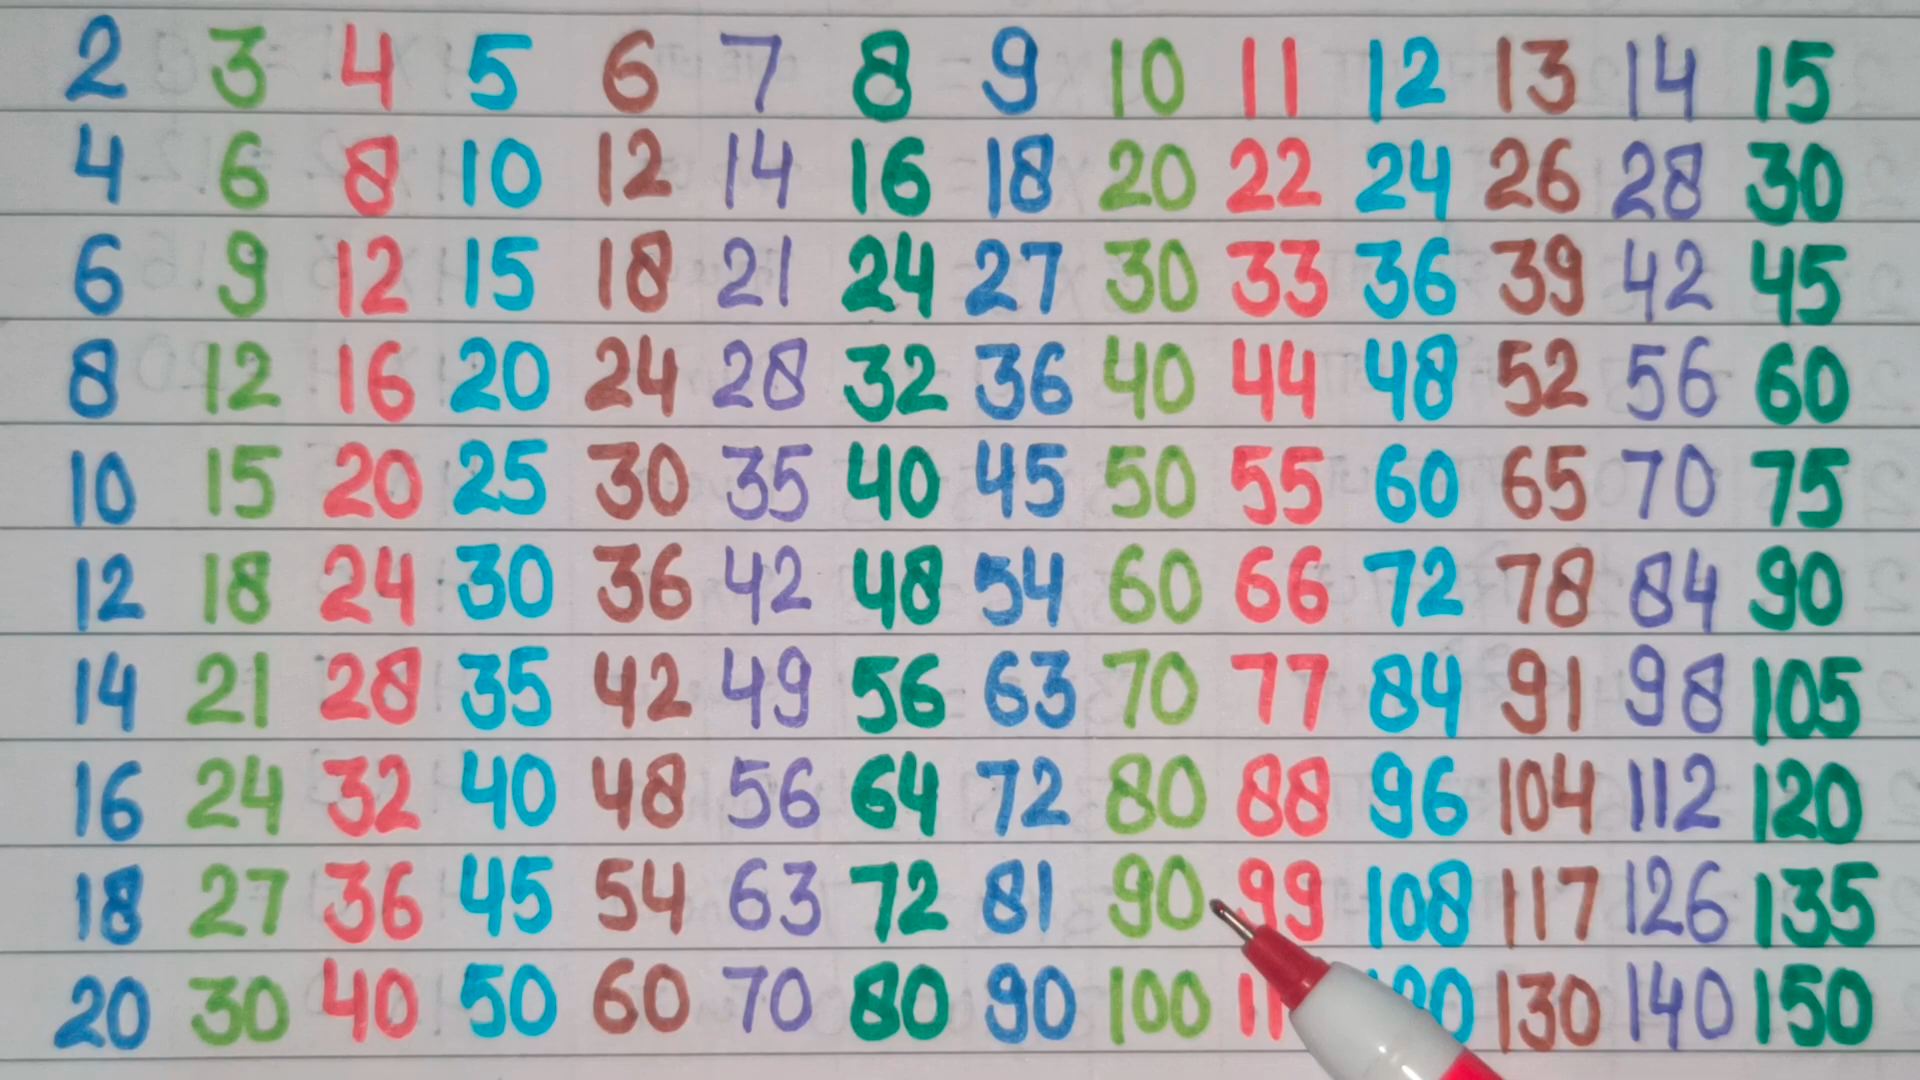 2 3 4 5 6 7 8 9 10 11 12 13 14 15
4 6 8 10 12 14 16 18 20 22 24 26 28 30
6 9 12 15 18 21 24 27 30 33 36 39 42 45
8 12 16 20 24 28 32 36 40 44 48 52 56 60
10 15 20 25 30 35 40 45 50 55 60 65 70 75
12 18 24 30 36 42 48 54 60 66 72 78 84 90
14 21 28 35 42 49 56 63 70 77 84 91 98 105
16 24 32 40 48 56 64 72 80 88 96 104 112 120
18 27 36 45 54 63 72 81 90 99 108 117 126 135
20 30 40 50 60 70 80 90 100 130 140 150